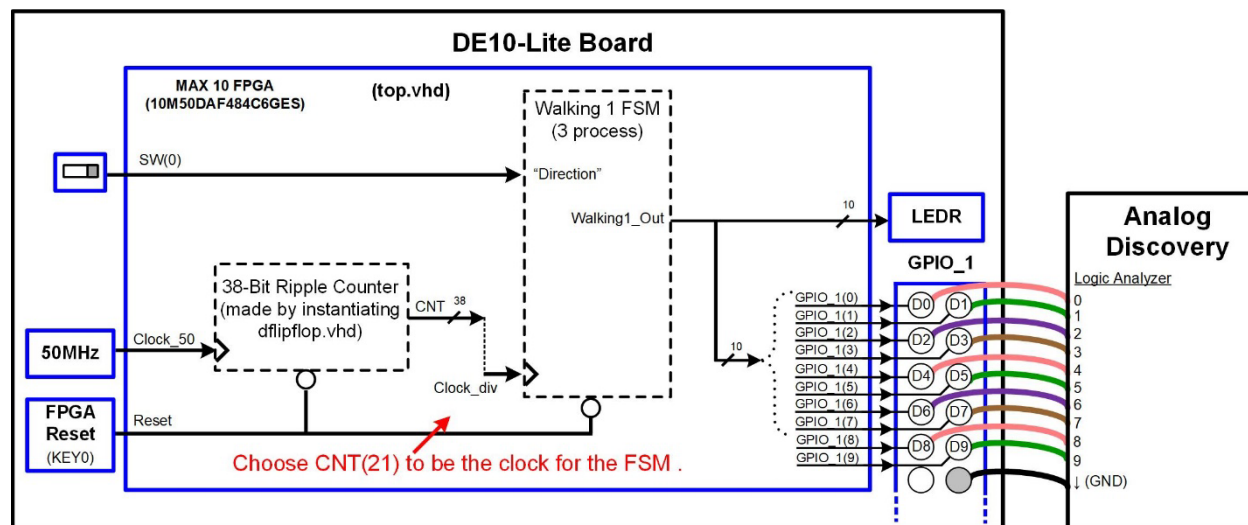 DE10-Lite Board
MAX 10 FPGA
(10M50DAF484C6GES)
(top.vhd)
Walking 1 FSM
(3 process)
SW(0)
"Direction"
Walking1_Out
10
LEDR
Analog
Discovery
GPIO_1
Logic Analyzer
38-Bit Ripple Counter
(made by instantiating
dflipflop.vhd)
CNT
38
50MHz
Clock_50
Clock_div
10
FPGA
Reset
(KEY0)
Reset
Choose CNT(21) to be the clock for the FSM .
GPIO_1(0)
GPIO_1(1)
GPIO_1(2)
GPIO_1(3)
GPIO_1(4)
GPIO_1(5)
GPIO_1(6)
GPIO_1(7)
GPIO_1(8)
GPIO_1(9)
D0 D1
D2 D3
D4 D5
D6 D7
D8 D9
0
1
2
3
4
5
6
7
8
9
↓ (GND)